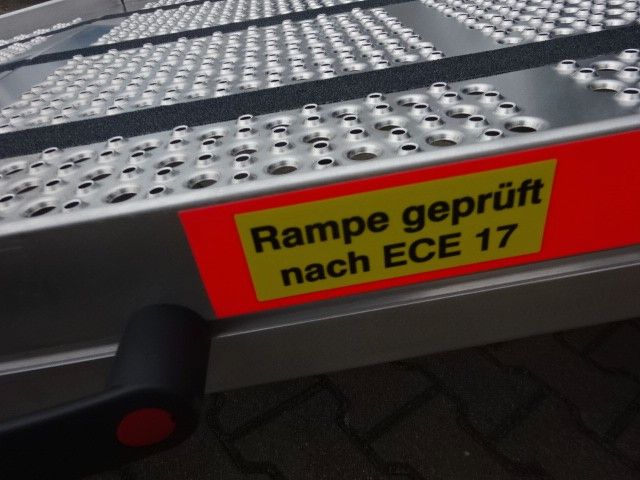 Rampe geprüft
nach ECE 17